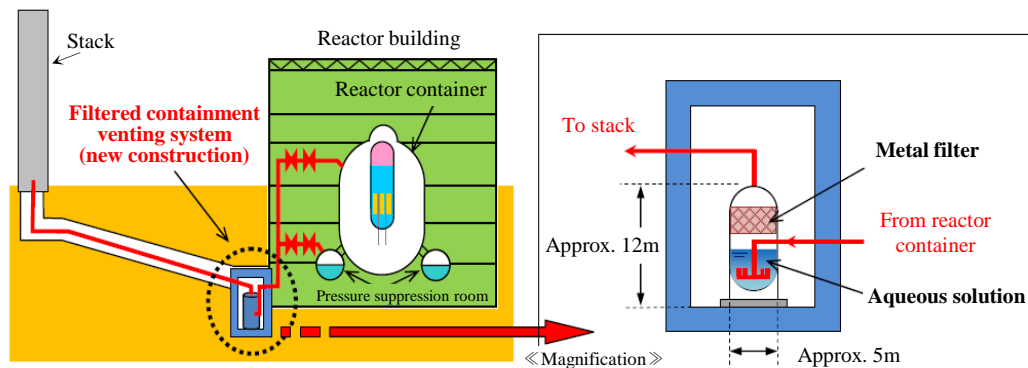 Stack
Reactor building
Reactor container
Filtered containment
venting system
(new construction)
Pressure suppression room
≪Magnification≫
To stack
Metal filter
From reactor
container
Approx. 12m
Aqueous solution
Approx. 5m